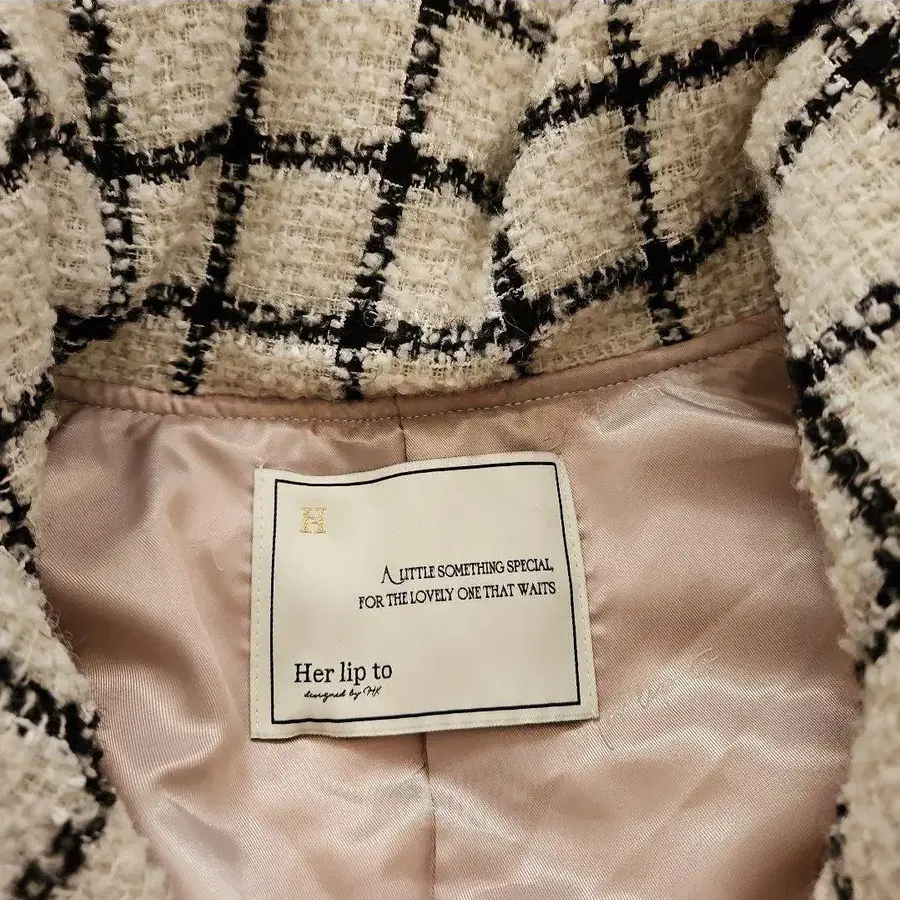 H
A LITTLE SOMETHING SPECIAL,
FOR THE LOVELY ONE THAT WAITS
Her lip to
designed by HK